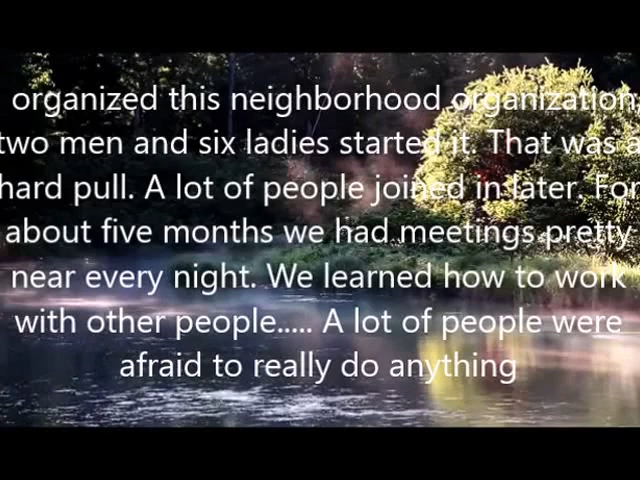 organized this neighborhood organization
two men and six ladies started it. That was a
hard pull. A lot of people joined in later. For
about five months we had meetings pretty
near every night. We learned how to work
with other people..... A lot of people were
afraid to really do anything